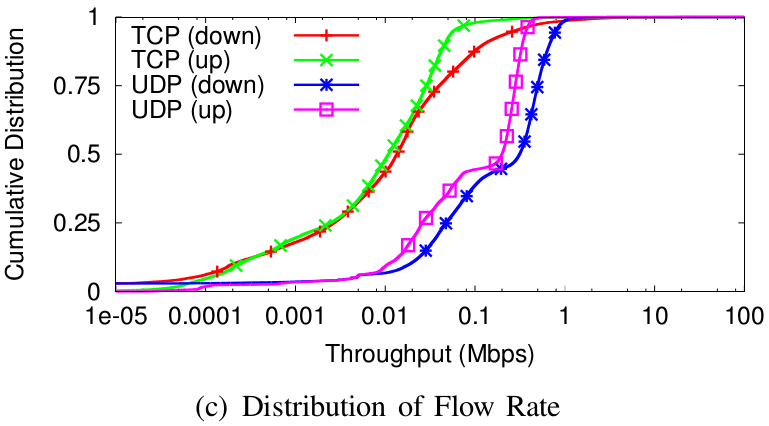 1
0.75
0.5
0.25
0
Cumulative Distribution
TCP (down)
TCP (up)
UDP (down)
UDP (up)
1e-05 0.0001 0.001 0.01 0.1 1 10 100
Throughput (Mbps)
(c) Distribution of Flow Rate